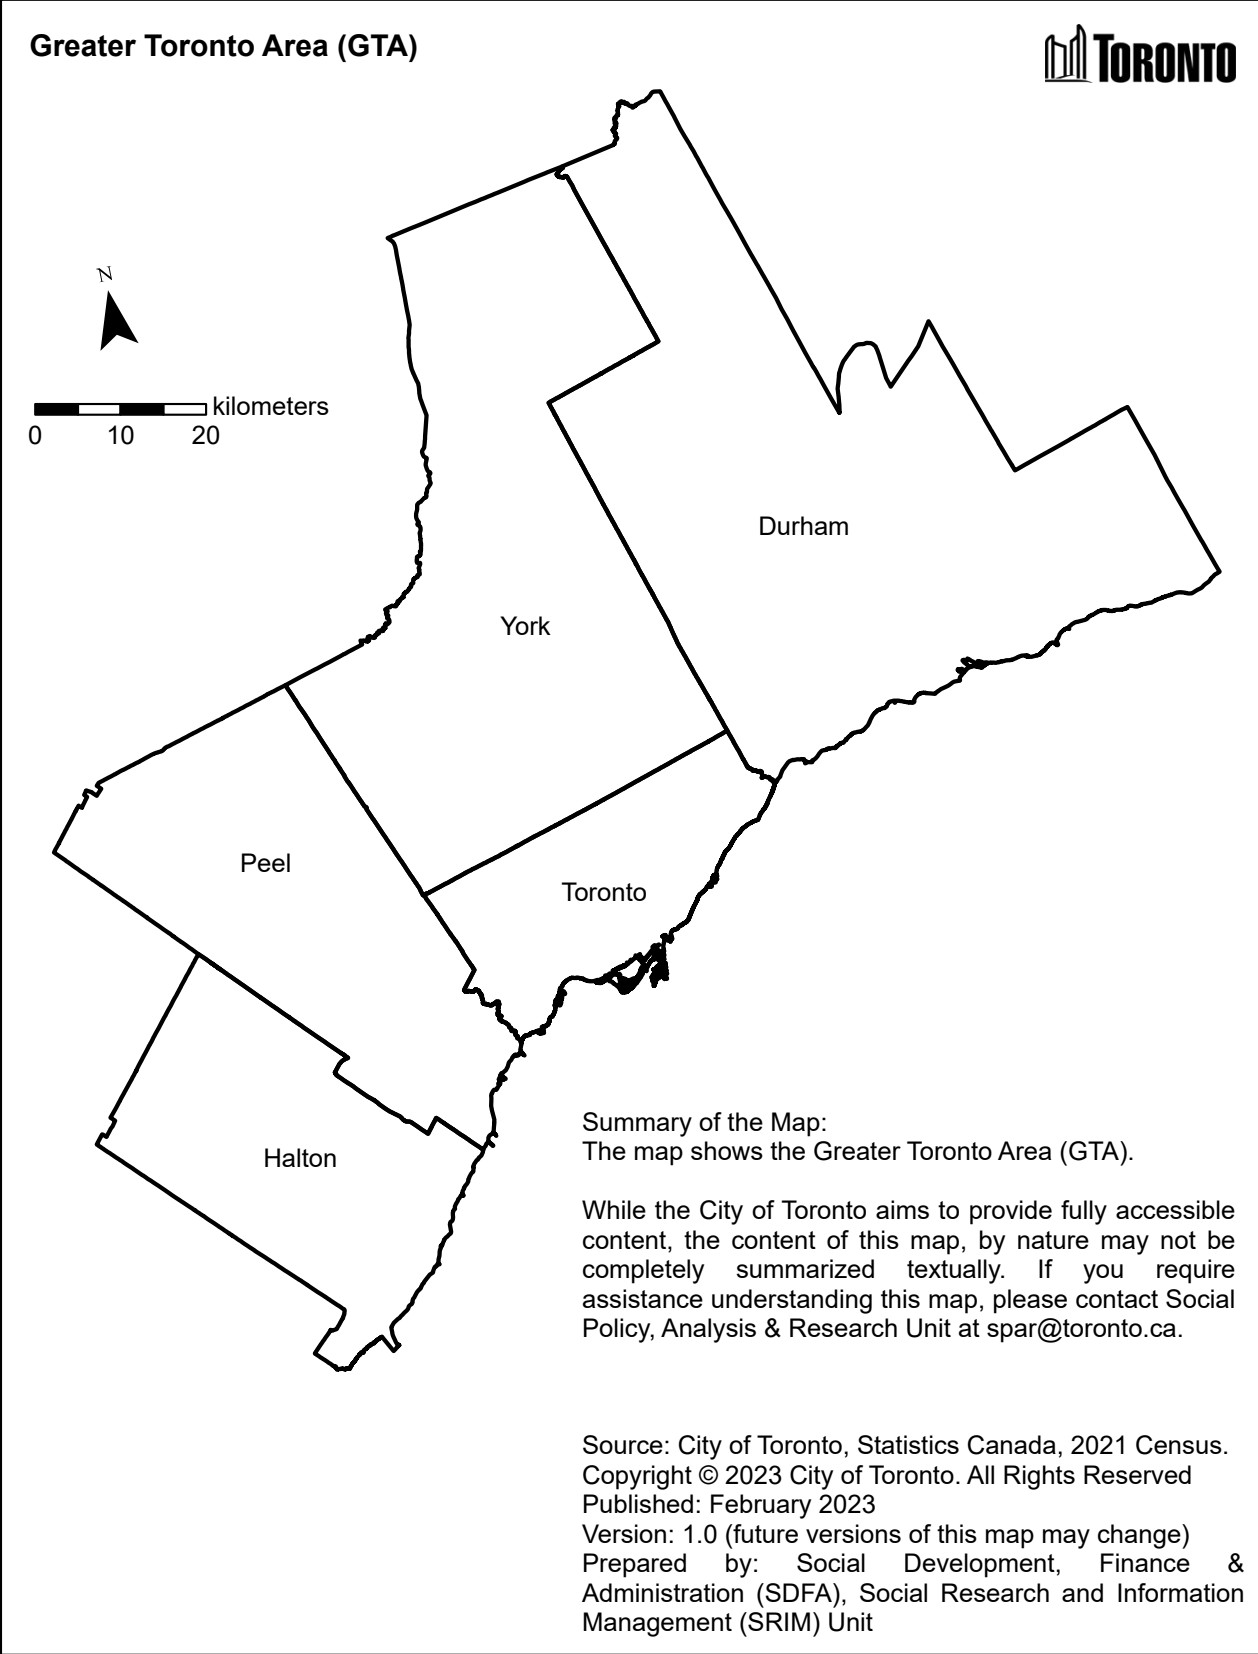 Greater Toronto Area (GTA)
TORONTO
N
kilometers
0 10 20
Durham
York
Peel
Toronto
Halton
Summary of the Map:
The map shows the Greater Toronto Area (GTA).
While the City of Toronto aims to provide fully accessible
content, the content of this map, by nature may not be
completely summarized textually. If you require
assistance understanding this map, please contact Social
Policy, Analysis & Research Unit at spar@toronto.ca.
Source: City of Toronto, Statistics Canada, 2021 Census.
Copyright © 2023 City of Toronto. All Rights Reserved
Published: February 2023
Version: 1.0 (future versions of this map may change)
Prepared by: Social Development, Finance &
Administration (SDFA), Social Research and Information
Management (SRIM) Unit